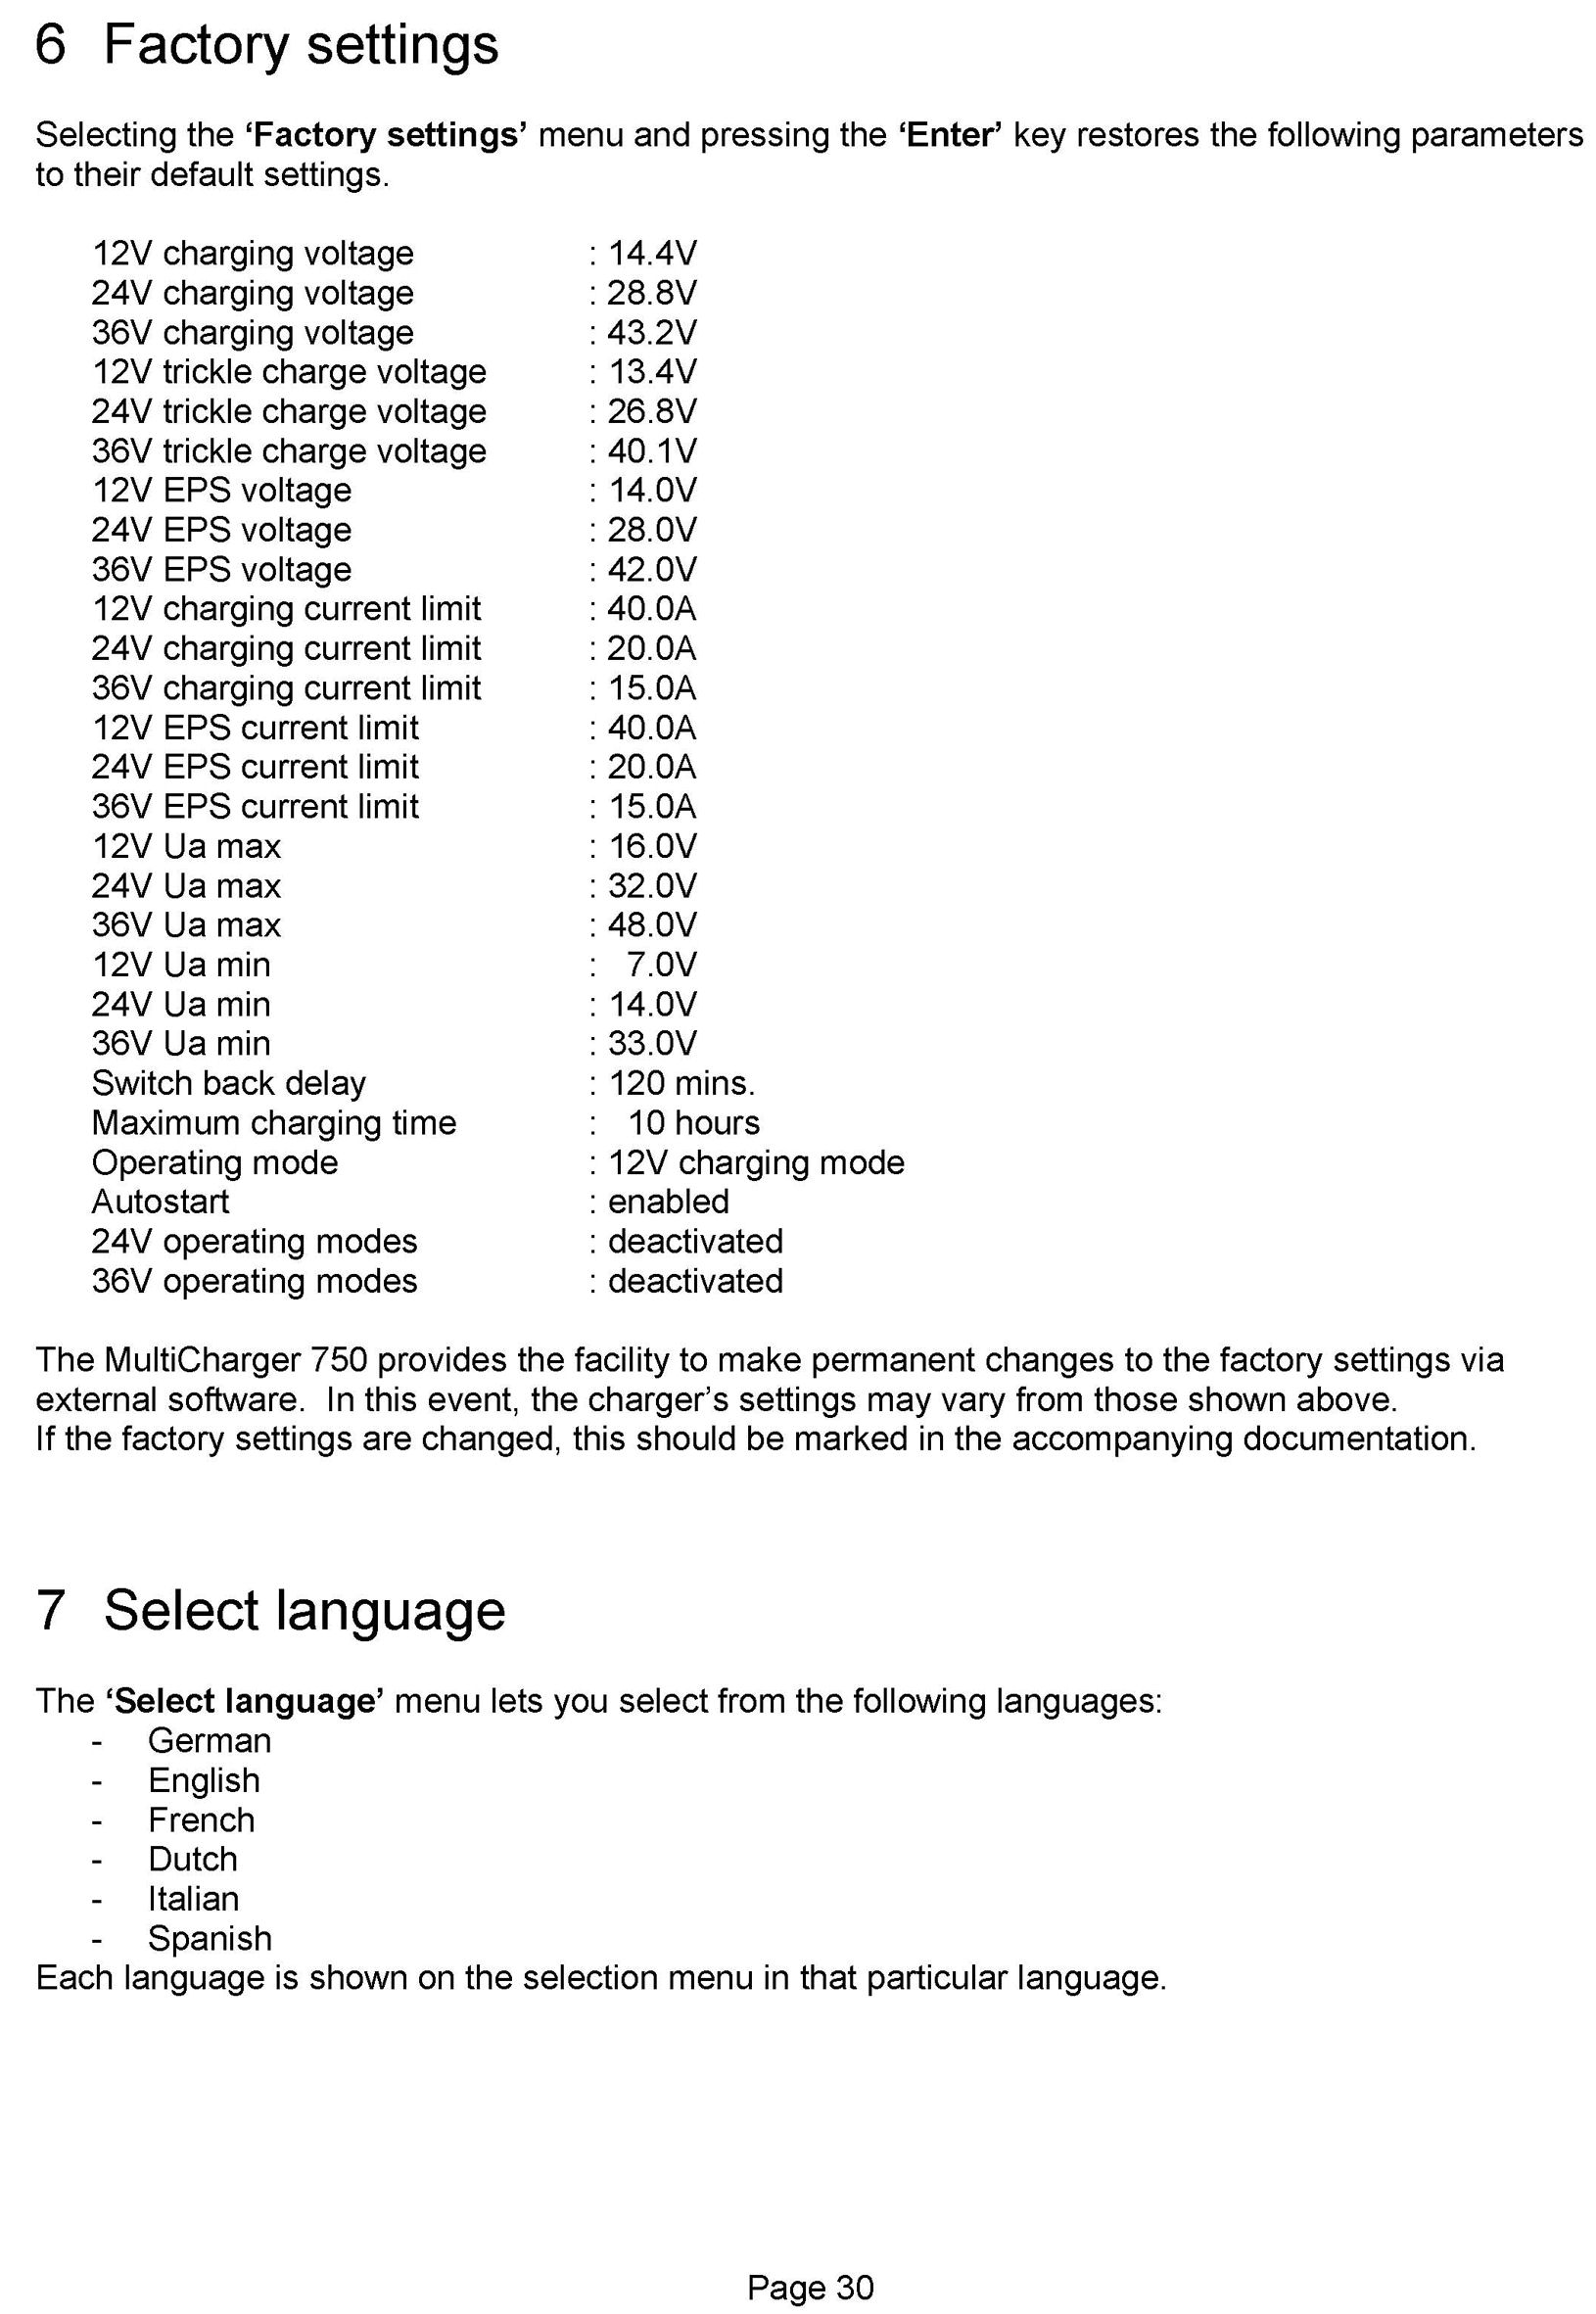 6 Factory settings
Selecting the ‘Factory settings’ menu and pressing the ‘Enter’ key restores the following parameters
to their default settings.
12V charging voltage : 14.4V
24V charging voltage : 28.8V
36V charging voltage : 43.2V
12V trickle charge voltage : 13.4V
24V trickle charge voltage : 26.8V
36V trickle charge voltage : 40.1V
12V EPS voltage : 14.0V
24V EPS voltage : 28.0V
36V EPS voltage : 42.0V
12V charging current limit : 40.0A
24V charging current limit : 20.0A
36V charging current limit : 15.0A
12V EPS current limit : 40.0A
24V EPS current limit : 20.0A
36V EPS current limit : 15.0A
12V Ua max : 16.0V
24V Ua max : 32.0V
36V Ua max : 48.0V
12V Ua min : 7.0V
24V Ua min : 14.0V
36V Ua min : 33.0V
Switch back delay : 120 mins.
Maximum charging time : 10 hours
Operating mode : 12V charging mode
Autostart : enabled
24V operating modes : deactivated
36V operating modes : deactivated
The MultiCharger 750 provides the facility to make permanent changes to the factory settings via
external software. In this event, the charger’s settings may vary from those shown above.
If the factory settings are changed, this should be marked in the accompanying documentation.
7 Select language
The ‘Select language’ menu lets you select from the following languages:
- German
- English
- French
- Dutch
- Italian
- Spanish
Each language is shown on the selection menu in that particular language.
Page 30